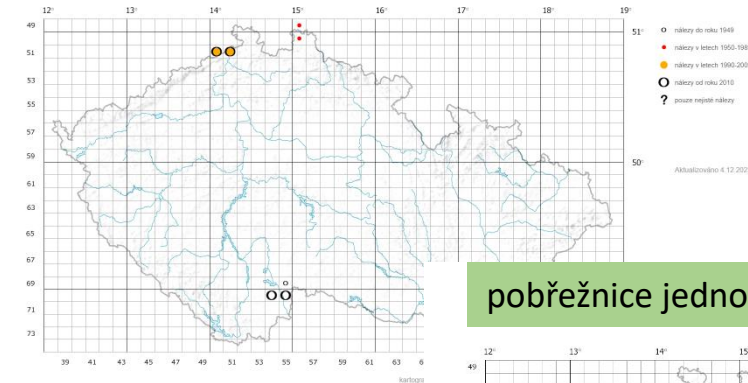 12° 13° 14° 15° 16° 17° 18° 19°
49
51 51°
53
55
57
59 50°
61
63
65
67
69
71
73
39 41 43 45 47 49 51 53 55 57 59 61 63
nálezy do roku 1949
nálezy v letech 1950-198
nálezy v letech 1990-200
nálezy od roku 2010
? pouze nejisté nálezy
Aktualizováno 4.12.202
kartogra
pobřežnice jedno
12° 13° 14° 15
49